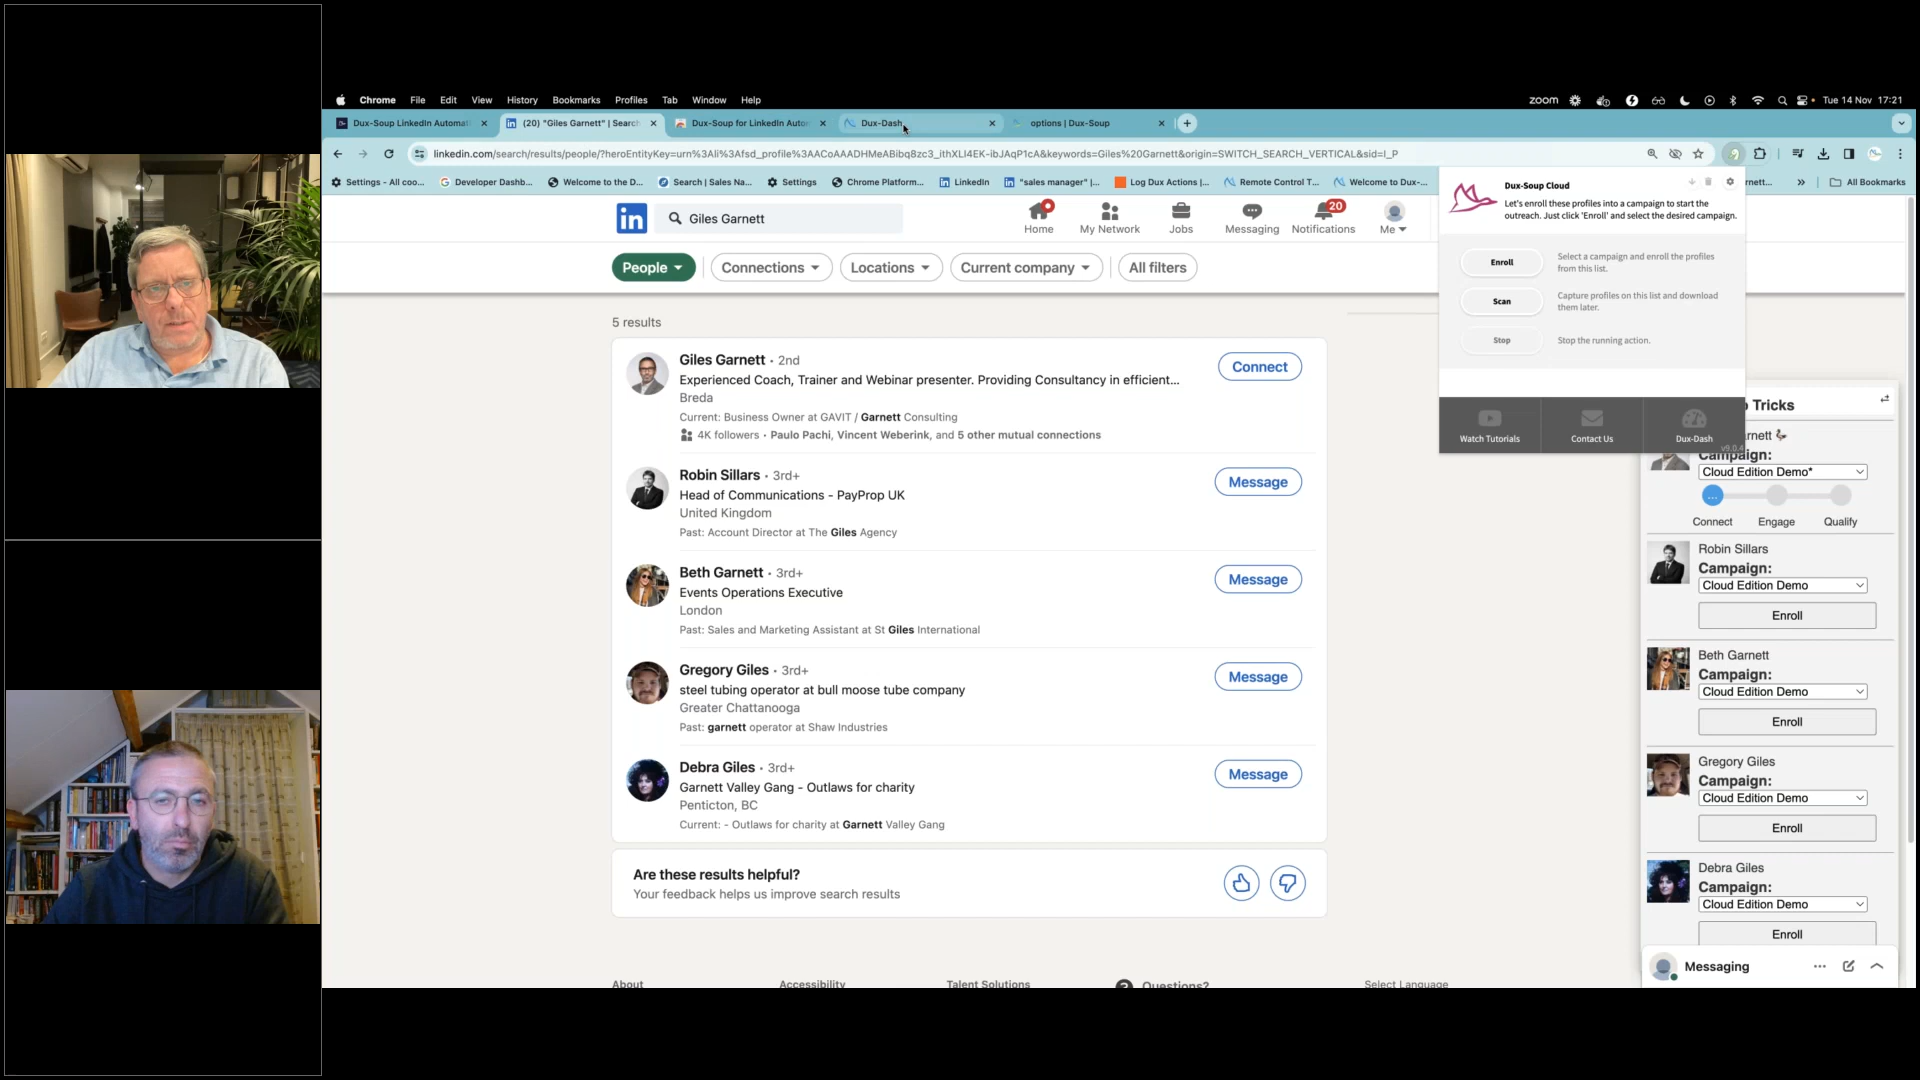 Chrome File Edit View History Bookmarks Profiles Tab Window Help
zoom Tue 14 Nov 17:21
Dux-Soup LinkedIn Automat
(20) "Giles Garnett" | Search
Dux-Soup for LinkedIn Auto
Dux-Dash
options | Dux-Soup
linkedin.com/search/results/people/?heroEntityKey=urn%3Ali%3Afsd_profile%3AACoAAADHMeABibq8zc3_ithXLI4EK-ibJAqP1cA&keywords=Giles%20Garnett&origin=SWITCH_SEARCH_VERTICAL&sid=I_P
Settings - All coo...
Developer Dashb...
Welcome to the D...
Search | Sales Na...
Settings
Chrome Platform...
LinkedIn
"sales manager" |...
Log Dux Actions |...
Remote Control T...
Welcome to Dux-...
rnett...
»
All Bookmarks
in
Giles Garnett
Home
My Network
Jobs
Messaging
20
Notifications
Me
People
Connections
Locations
Current company
All filters
5 results
Giles Garnett • 2nd
Experienced Coach, Trainer and Webinar presenter. Providing Consultancy in efficient...
Breda
Current: Business Owner at GAVIT / Garnett Consulting
4K followers • Paulo Pachi, Vincent Weberink, and 5 other mutual connections
Connect
Robin Sillars • 3rd+
Head of Communications - PayProp UK
United Kingdom
Past: Account Director at The Giles Agency
Message
Beth Garnett • 3rd+
Events Operations Executive
London
Past: Sales and Marketing Assistant at St Giles International
Message
Gregory Giles • 3rd+
steel tubing operator at bull moose tube company
Greater Chattanooga
Past: garnett operator at Shaw Industries
Message
Debra Giles • 3rd+
Garnett Valley Gang - Outlaws for charity
Penticton, BC
Current: - Outlaws for charity at Garnett Valley Gang
Message
Are these results helpful?
Your feedback helps us improve search results
About
Accessibility
Talent Solutions
Questions?
Select Language
Dux-Soup Cloud
Let's enroll these profiles into a campaign to start the
outreach. Just click 'Enroll' and select the desired campaign.
Enroll
Select a campaign and enroll the profiles
from this list.
Scan
Capture profiles on this list and download
them later.
Stop
Stop the running action.
Watch Tutorials
Contact Us
Dux-Dash
v9.0.4
Tricks
rnett
Campaign:
Cloud Edition Demo*
...
Connect
Engage
Qualify
Robin Sillars
Campaign:
Cloud Edition Demo
Enroll
Beth Garnett
Campaign:
Cloud Edition Demo
Enroll
Gregory Giles
Campaign:
Cloud Edition Demo
Enroll
Debra Giles
Campaign:
Cloud Edition Demo
Enroll
Messaging